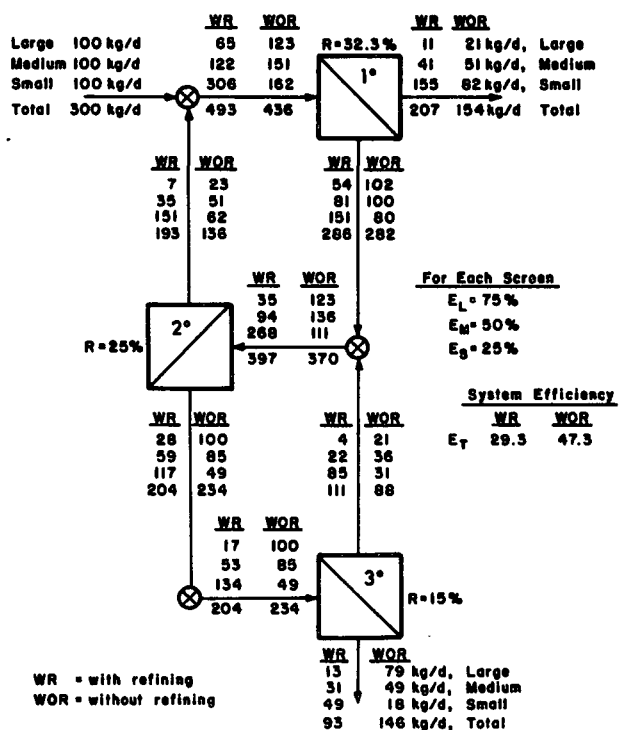 WR WOR
Large 100 kg/d 65 123
Medium 100 kg/d 122 151
Small 100 kg/d 306 162
Total 300 kg/d 493 436
R=32.3%
1°
WR WOR
11 21 kg/d, Large
41 51 kg/d, Medium
155 82 kg/d, Small
207 154 kg/d Total
WR WOR
7 23
35 51
151 62
193 136
WR WOR
54 102
81 100
151 80
286 282
R=25%
2°
WR WOR
35 123
94 136
268 111
397 370
For Each Screen
E_L = 75%
E_M = 50%
E_S = 25%
System Efficiency
WR WOR
E_T 29.3 47.3
WR WOR
28 100
59 85
117 49
204 234
WR WOR
4 21
22 36
85 31
111 88
WR WOR
17 100
53 85
134 49
204 234
3°
R=15%
WR WOR
13 79 kg/d, Large
31 49 kg/d, Medium
49 18 kg/d, Small
93 146 kg/d, Total
WR = with refining
WOR = without refining